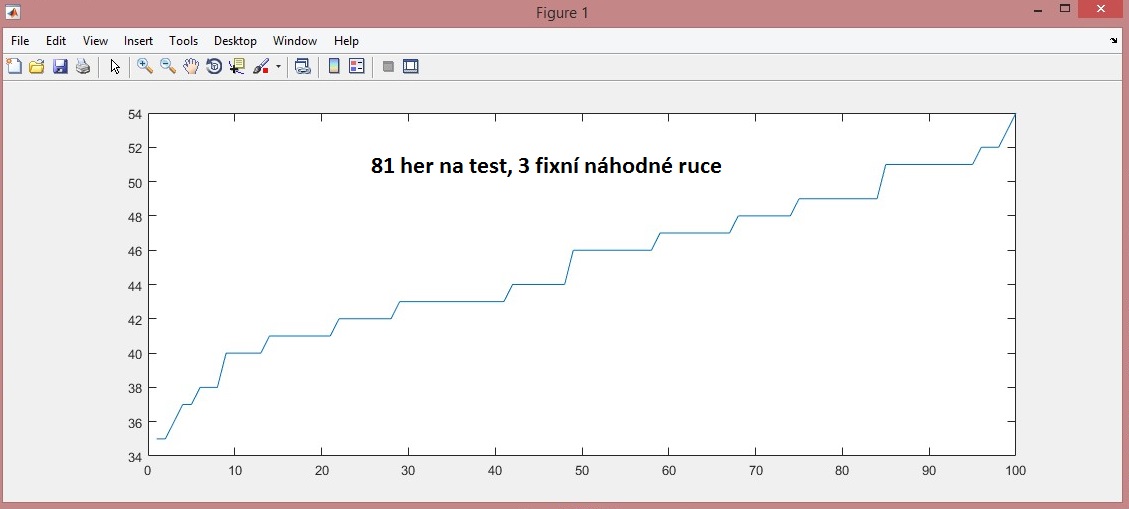 Figure 1
File Edit View Insert Tools Desktop Window Help
54
52
50
48
46
44
42
40
38
36
34
81 her na test, 3 fixní náhodné ruce
0 10 20 30 40 50 60 70 80 90 100